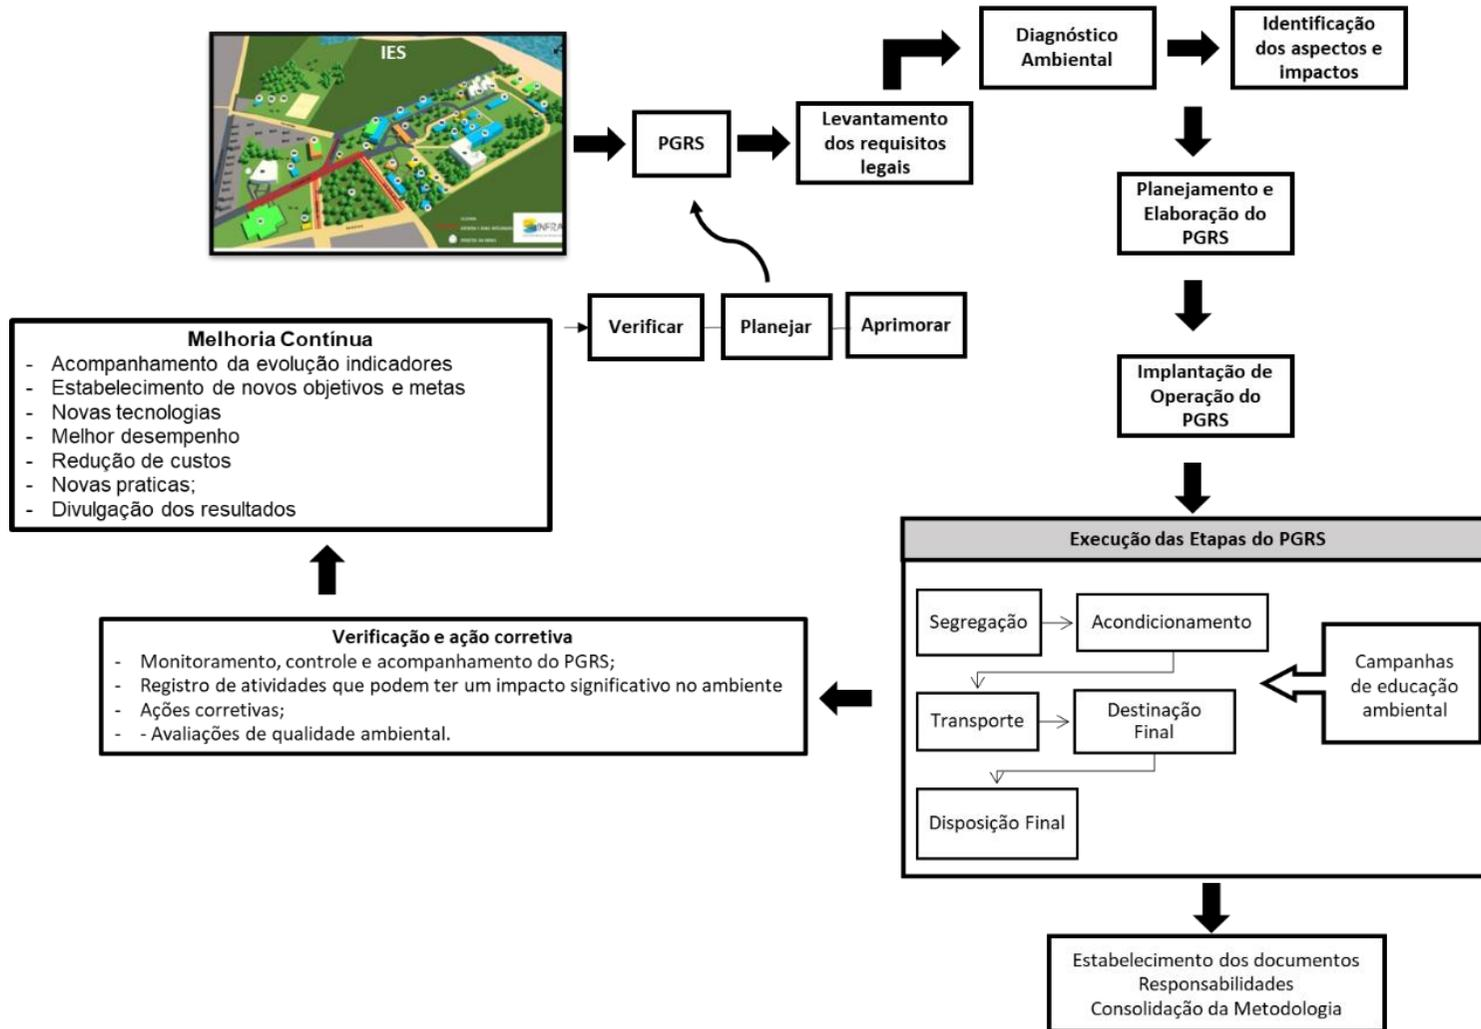 IES
INFRA
PGRS
Levantamento
dos requisitos
legais
Diagnóstico
Ambiental
Identificação
dos aspectos e
impactos
Planejamento e
Elaboração do
PGRS
Implantação de
Operação do
PGRS
Verificar
Planejar
Aprimorar
Melhoria Contínua
- Acompanhamento da evolução indicadores
- Estabelecimento de novos objetivos e metas
- Novas tecnologias
- Melhor desempenho
- Redução de custos
- Novas praticas;
- Divulgação dos resultados
Execução das Etapas do PGRS
Segregação
Acondicionamento
Transporte
Destinação
Final
Disposição Final
Campanhas
de educação
ambiental
Verificação e ação corretiva
- Monitoramento, controle e acompanhamento do PGRS;
- Registro de atividades que podem ter um impacto significativo no ambiente
- Ações corretivas;
- - Avaliações de qualidade ambiental.
Estabelecimento dos documentos
Responsabilidades
Consolidação da Metodologia